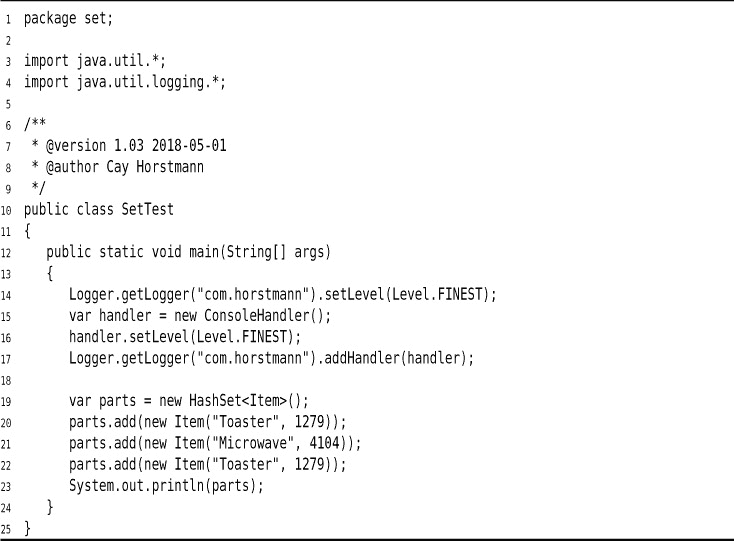 1 package set;
2
3 import java.util.*;
4 import java.util.logging.*;
5
6 /**
7  * @version 1.03 2018-05-01
8  * @author Cay Horstmann
9  */
10 public class SetTest
11 {
12    public static void main(String[] args)
13    {
14       Logger.getLogger("com.horstmann").setLevel(Level.FINEST);
15       var handler = new ConsoleHandler();
16       handler.setLevel(Level.FINEST);
17       Logger.getLogger("com.horstmann").addHandler(handler);
18
19       var parts = new HashSet<Item>();
20       parts.add(new Item("Toaster", 1279));
21       parts.add(new Item("Microwave", 4104));
22       parts.add(new Item("Toaster", 1279));
23       System.out.println(parts);
24    }
25 }